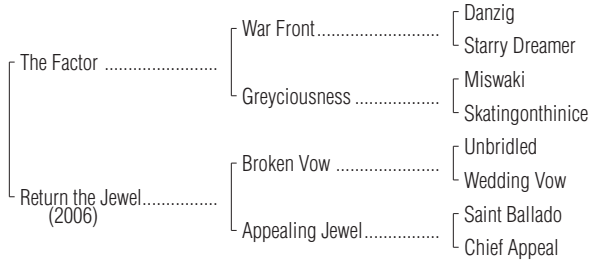 Danzig
War Front..............................
Starry Dreamer
The Factor ............................
Miswaki
Greyciousness .....................
Skatingonthinice
Unbridled
Broken Vow ..........................
Wedding Vow
Return the Jewel...................
(2006)
Saint Ballado
Appealing Jewel...................
Chief Appeal